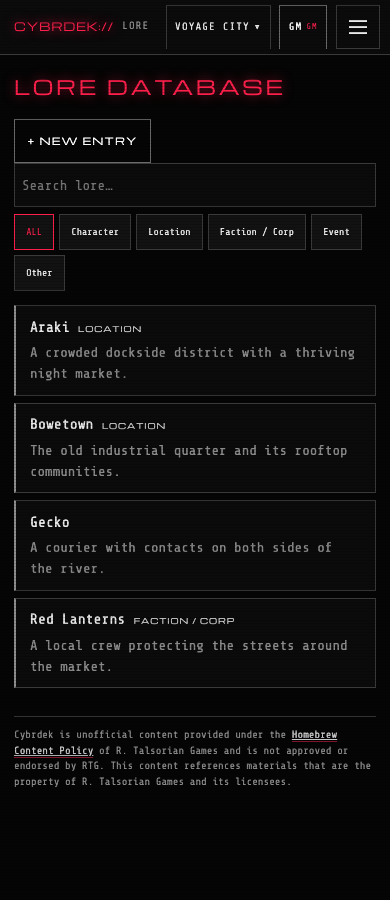 CYBRDEK:// LORE VOYAGE CITY ▾ GM GM
LORE DATABASE
+ NEW ENTRY
Search lore…
ALL Character Location Faction / Corp Event
Other
Araki LOCATION
A crowded dockside district with a thriving
night market.
Bowetown LOCATION
The old industrial quarter and its rooftop
communities.
Gecko
A courier with contacts on both sides of
the river.
Red Lanterns FACTION / CORP
A local crew protecting the streets around
the market.
Cybrdek is unofficial content provided under the Homebrew
Content Policy of R. Talsorian Games and is not approved or
endorsed by RTG. This content references materials that are the
property of R. Talsorian Games and its licensees.